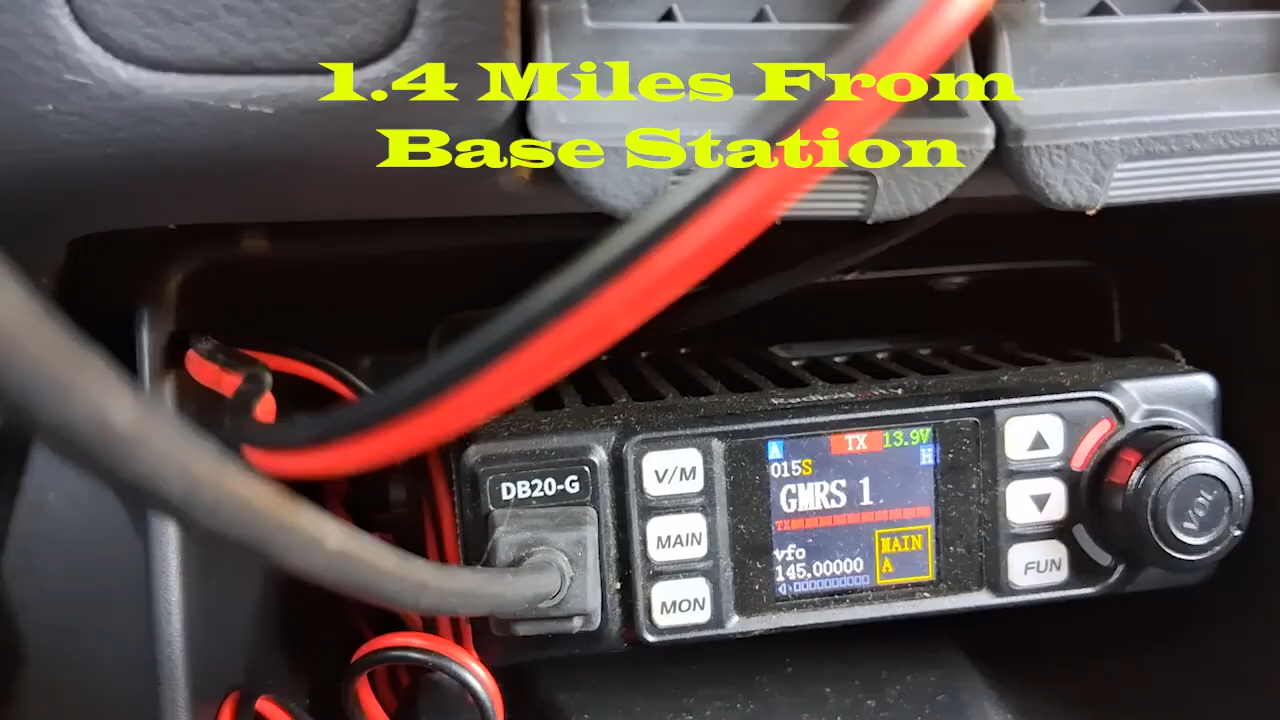 1.4 Miles From
Base Station
DB20-G
V/M
MAIN
MON
A TX 13.9V
H
015S
GMRS 1
TX
vfo
145.00000
MAIN
A
FUN
VOL